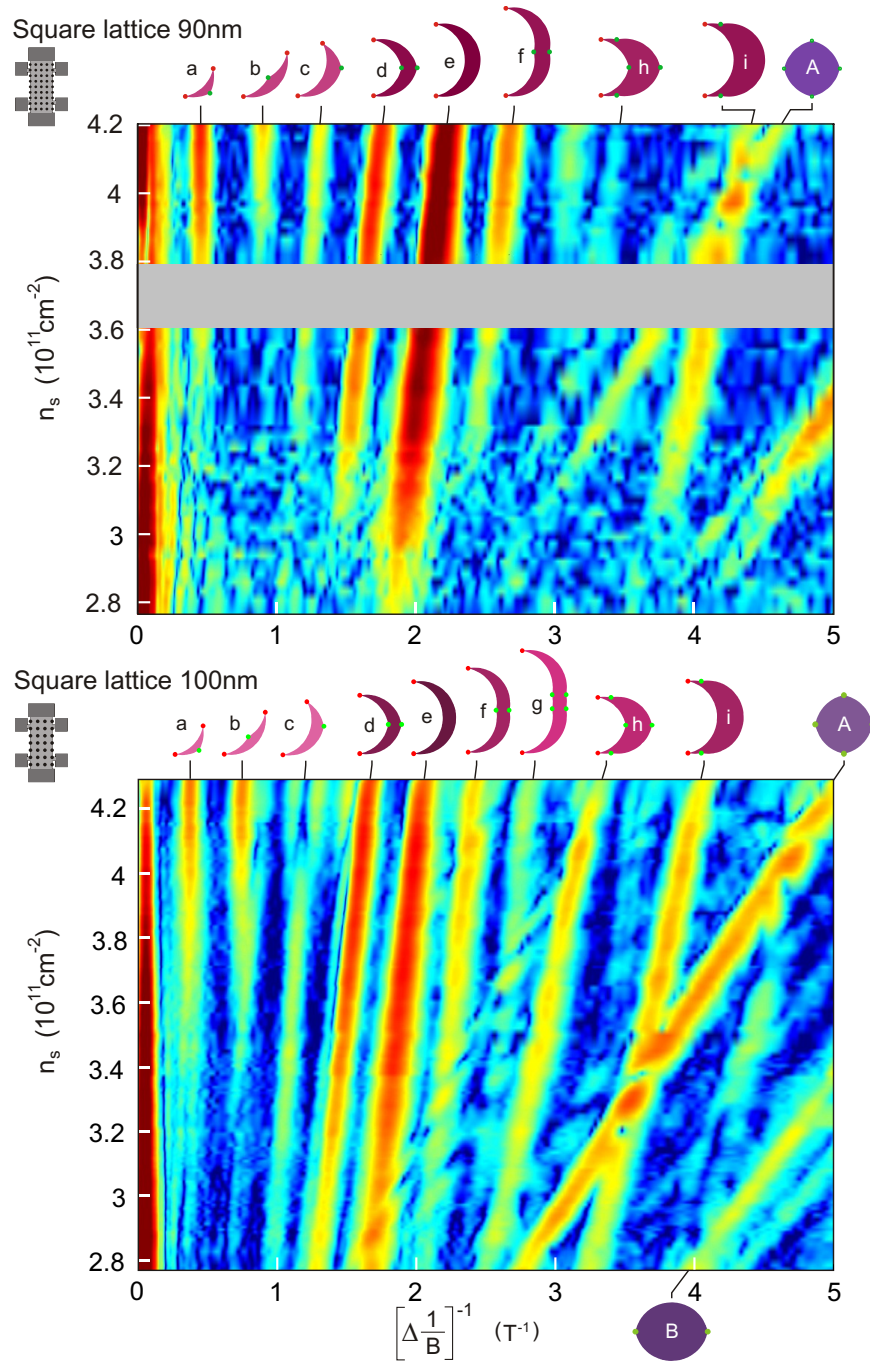 Square lattice 90nm
a b c d e f h i A
4.2
4
3.8
3.6
3.4
3.2
3
2.8
n_s (10^11 cm^-2)
0 1 2 3 4 5
Square lattice 100nm
a b c d e f g h i A
4.2
4
3.8
3.6
3.4
3.2
3
2.8
n_s (10^11 cm^-2)
0 1 2 3 4 5
[Δ 1/B]^-1 (T^-1)
B